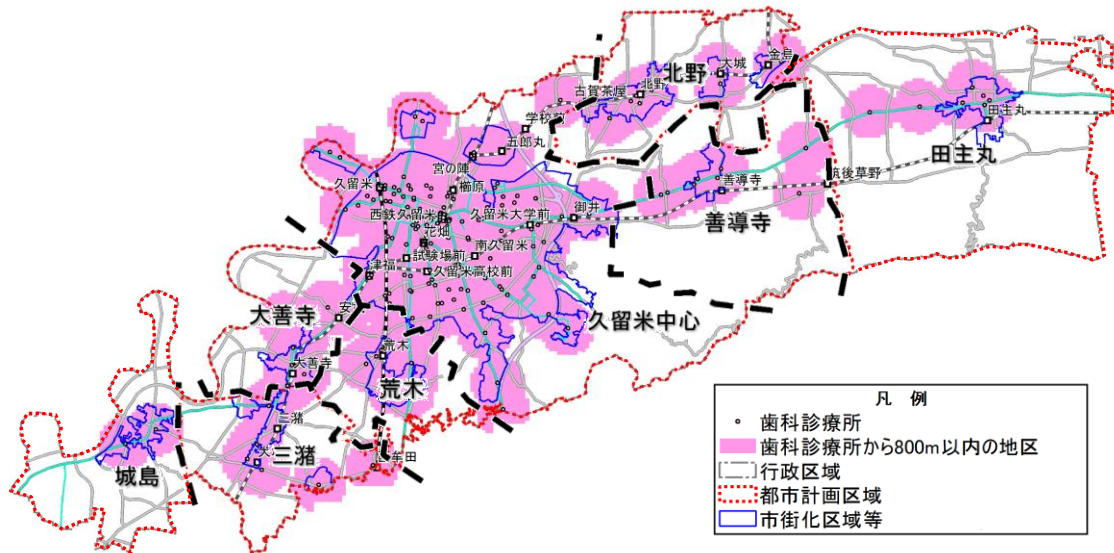 金島
大城
北野
北野
古賀茶屋
学校前
五郎丸
田主丸
田主丸
宮の陣
久留米
櫛原
筑後草野
善導寺
善導寺
西鉄久留米
久留米大学前
御井
花畑
南久留米
試験場前
津福
久留米高校前
大善寺
安
久留米中心
荒木
荒木
大善寺
三潴
三潴
犬
城島
牟田
凡 例
歯科診療所
歯科診療所から800m以内の地区
行政区域
都市計画区域
市街化区域等